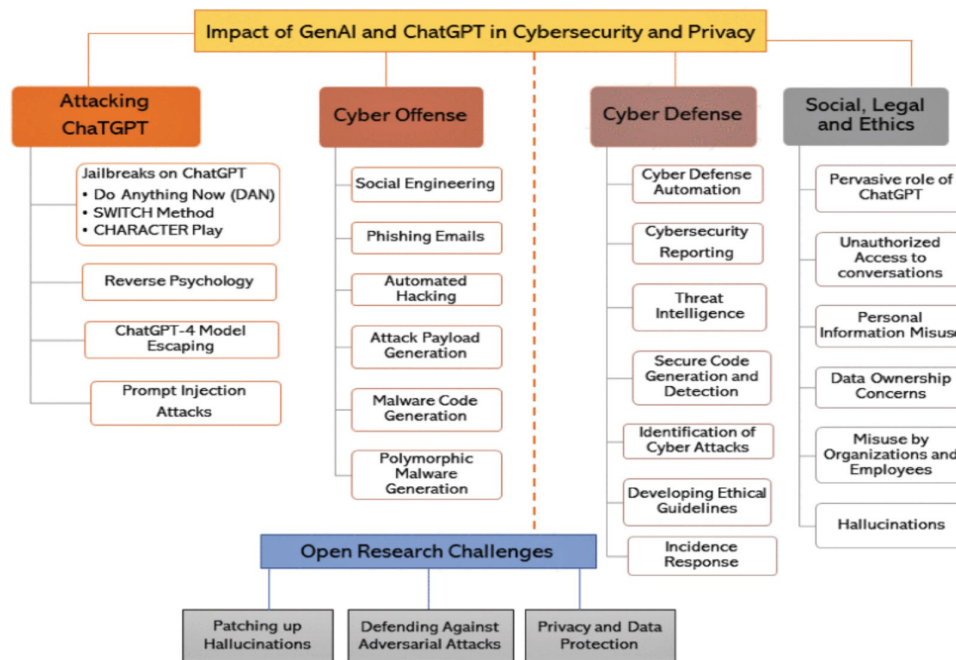 Impact of GenAI and ChatGPT in Cybersecurity and Privacy
Attacking
ChaTGPT
Jailbreaks on ChatGPT
• Do Anything Now (DAN)
• SWITCH Method
• CHARACTER Play
Reverse Psychology
ChatGPT-4 Model
Escaping
Prompt Injection
Attacks
Cyber Offense
Social Engineering
Phishing Emails
Automated
Hacking
Attack Payload
Generation
Malware Code
Generation
Polymorphic
Malware
Generation
Cyber Defense
Cyber Defense
Automation
Cybersecurity
Reporting
Threat
Intelligence
Secure Code
Generation and
Detection
Identification of
Cyber Attacks
Developing Ethical
Guidelines
Incidence
Response
Social, Legal
and Ethics
Pervasive role of
ChatGPT
Unauthorized
Access to
conversations
Personal
Information Misuse
Data Ownership
Concerns
Misuse by
Organizations and
Employees
Hallucinations
Open Research Challenges
Patching up
Hallucinations
Defending Against
Adversarial Attacks
Privacy and Data
Protection